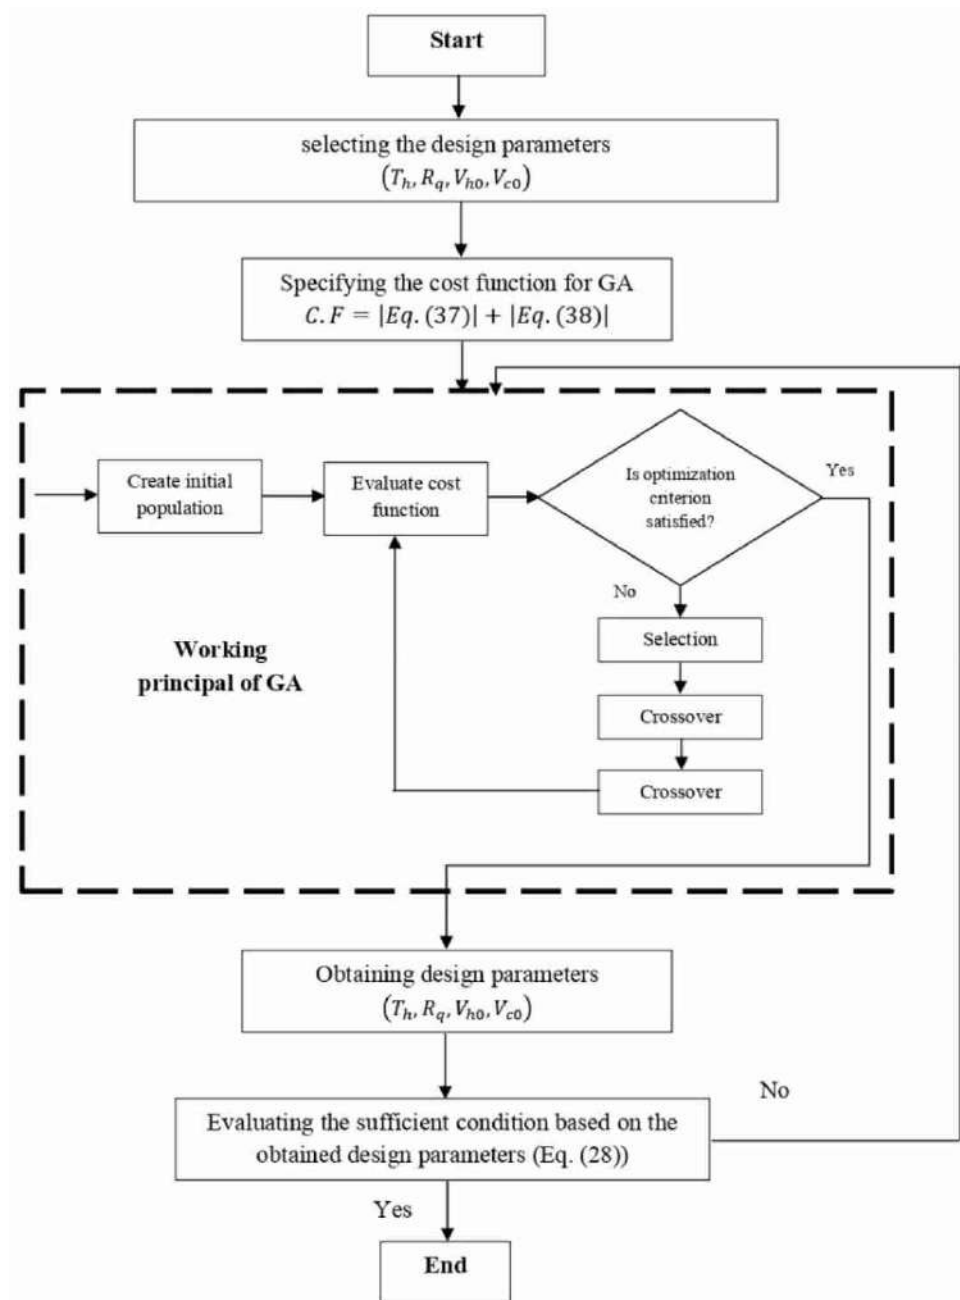 Start
selecting the design parameters
(T_h, R_q, V_h0, V_c0)
Specifying the cost function for GA
C.F = |Eq.(37)| + |Eq.(38)|
Create initial
population
Evaluate cost
function
Is optimization
criterion
satisfied?
Yes
No
Selection
Crossover
Crossover
Working
principal of GA
Obtaining design parameters
(T_h, R_q, V_h0, V_c0)
Evaluating the sufficient condition based on the
obtained design parameters (Eq. (28))
No
Yes
End